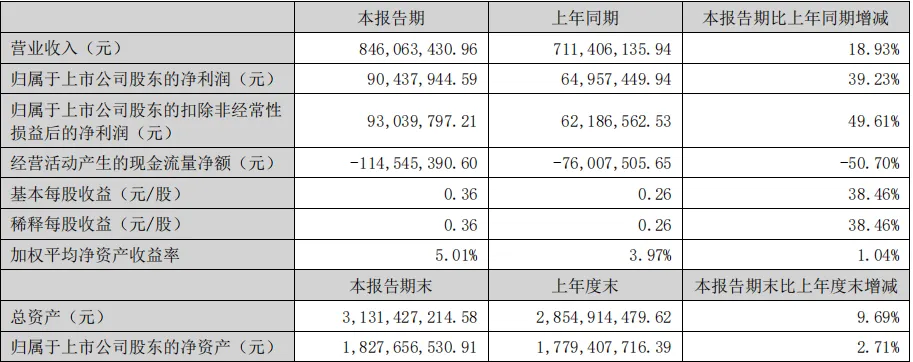 本报告期 上年同期 本报告期比上年同期增减
营业收入（元） 846,063,430.96 711,406,135.94 18.93%
归属于上市公司股东的净利润（元） 90,437,944.59 64,957,449.94 39.23%
归属于上市公司股东的扣除非经常性
损益后的净利润（元） 93,039,797.21 62,186,562.53 49.61%
经营活动产生的现金流量净额（元） -114,545,390.60 -76,007,505.65 -50.70%
基本每股收益（元/股） 0.36 0.26 38.46%
稀释每股收益（元/股） 0.36 0.26 38.46%
加权平均净资产收益率 5.01% 3.97% 1.04%
本报告期末 上年度末 本报告期末比上年度末增减
总资产（元） 3,131,427,214.58 2,854,914,479.62 9.69%
归属于上市公司股东的净资产（元） 1,827,656,530.91 1,779,407,716.39 2.71%